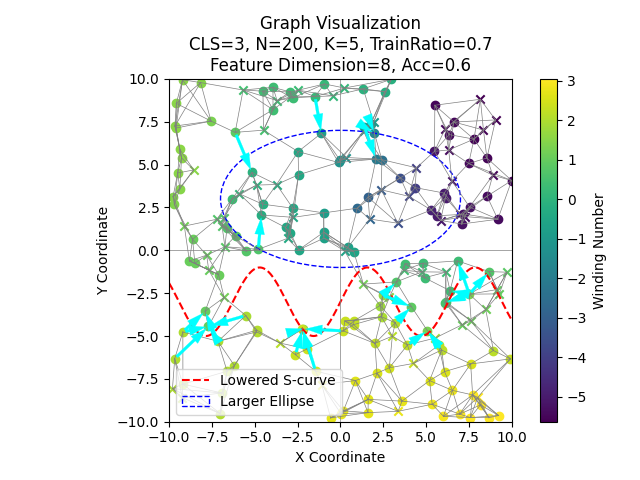 Graph Visualization
CLS=3, N=200, K=5, TrainRatio=0.7
Feature Dimension=8, Acc=0.6
10.0
7.5
5.0
2.5
0.0
−2.5
−5.0
−7.5
−10.0
Y Coordinate
−10.0 −7.5 −5.0 −2.5 0.0 2.5 5.0 7.5 10.0
X Coordinate
Lowered S-curve
Larger Ellipse
3
2
1
0
−1
−2
−3
−4
−5
Winding Number